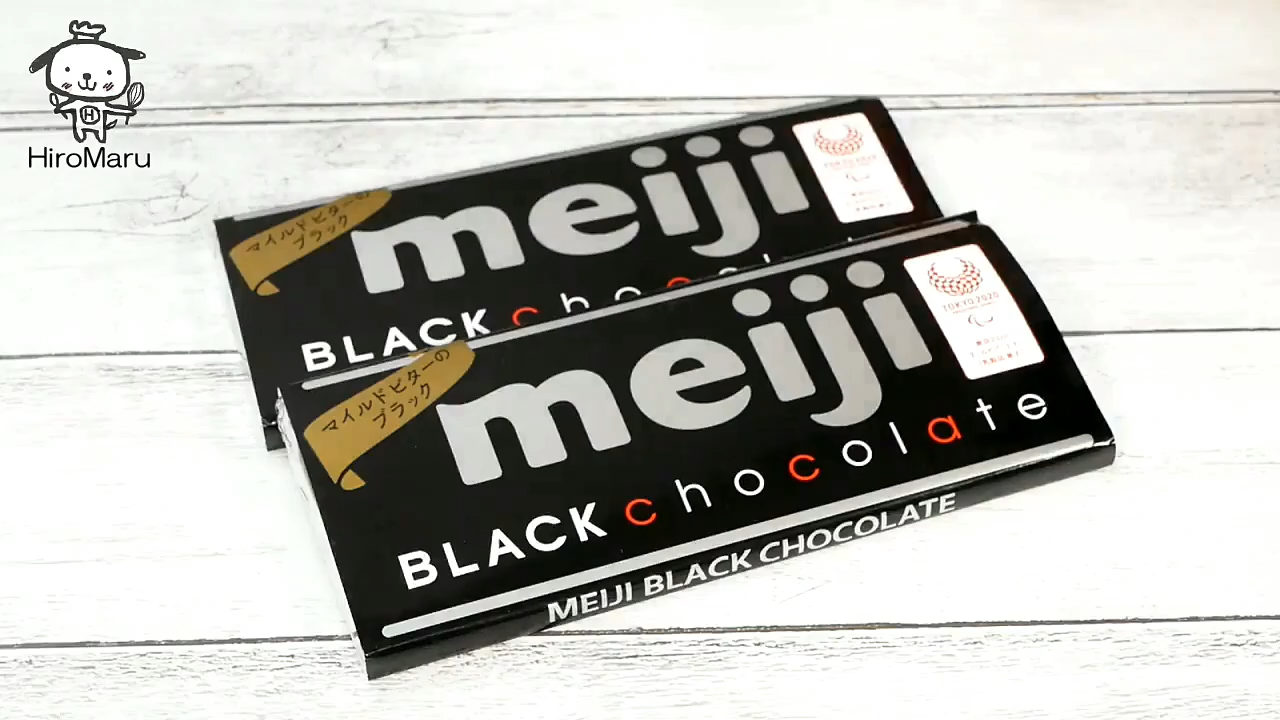 HiroMaru
マイルドビターの
ブラック
meiji
BLACK
マイルドビターの
ブラック
meiji
TOKYO 2020
BLACK chocolate
MEIJI BLACK CHOCOLATE